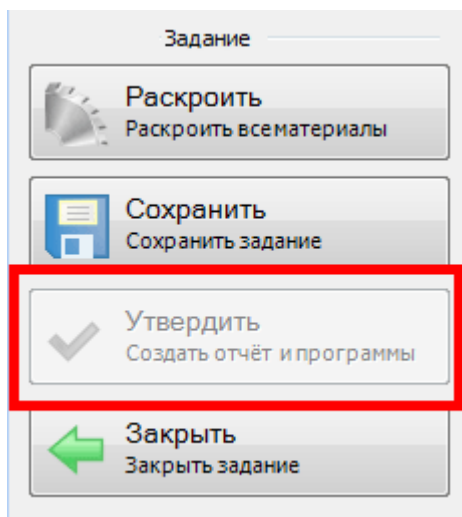 Задание
Раскроить
Раскроить все материалы
Сохранить
Сохранить задание
Утвердить
Создать отчёт и программы
Закрыть
Закрыть задание